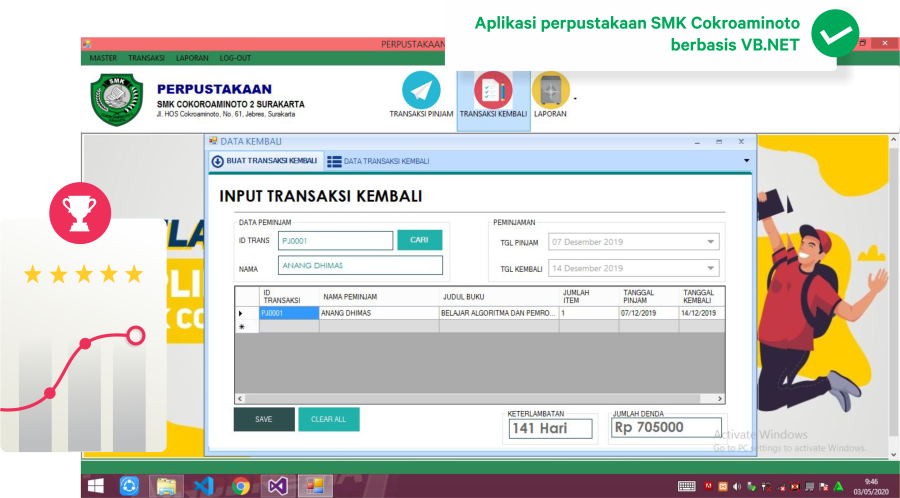 Aplikasi perpustakaan SMK Cokroaminoto
berbasis VB.NET
PERPUSTAKAAN
MASTER TRANSAKSI LAPORAN LOG-OUT
SMK
PERPUSTAKAAN
SMK COKOROAMINOTO 2 SURAKARTA
Jl. HOS Cokroaminoto, No. 61, Jebres, Surakarta
TRANSAKSI PINJAM TRANSAKSI KEMBALI LAPORAN
DATA KEMBALI
BUAT TRANSAKSI KEMBALI DATA TRANSAKSI KEMBALI
INPUT TRANSAKSI KEMBALI
DATA PEMINJAM PEMINJAMAN
ID TRANS PJ0001 CARI TGL PINJAM 07 Desember 2019
NAMA ANANG DHIMAS TGL KEMBALI 14 Desember 2019
ID TRANSAKSI NAMA PEMINJAM JUDUL BUKU JUMLAH ITEM TANGGAL PINJAM TANGGAL KEMBALI
PJ0001 ANANG DHIMAS BELAJAR ALGORITMA DAN PEMRO... 1 07/12/2019 14/12/2019
SAVE CLEAR ALL
KETERLAMBATAN JUMLAH DENDA
141 Hari Rp 705000
Activate Windows
Go to PC settings to activate Windows.
9:46
03/05/2020